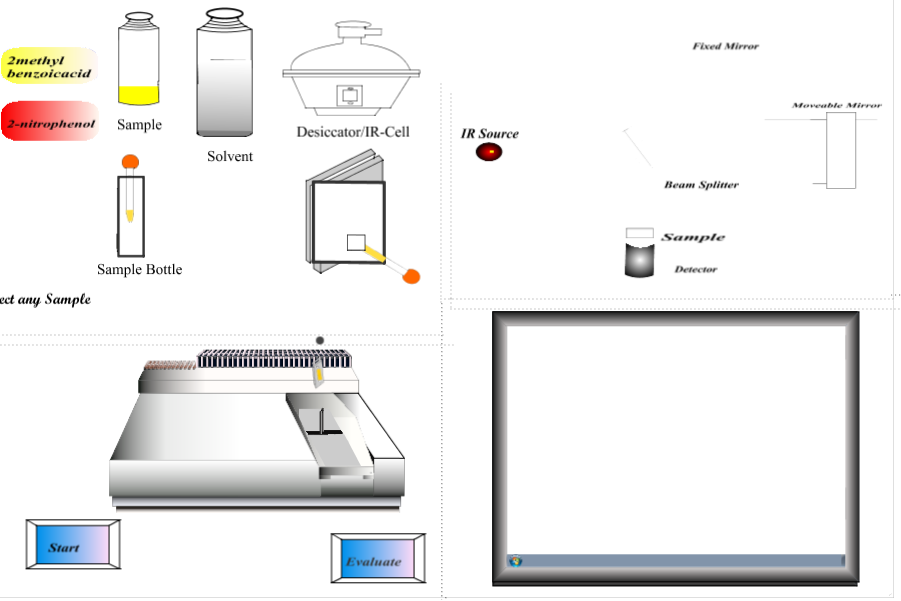 2methyl
benzoicacid
2-nitrophenol
Sample
Solvent
Desiccator/IR-Cell
Sample Bottle
ect any Sample
Fixed Mirror
Moveable Mirror
IR Source
Beam Splitter
Sample
Detector
Start
Evaluate